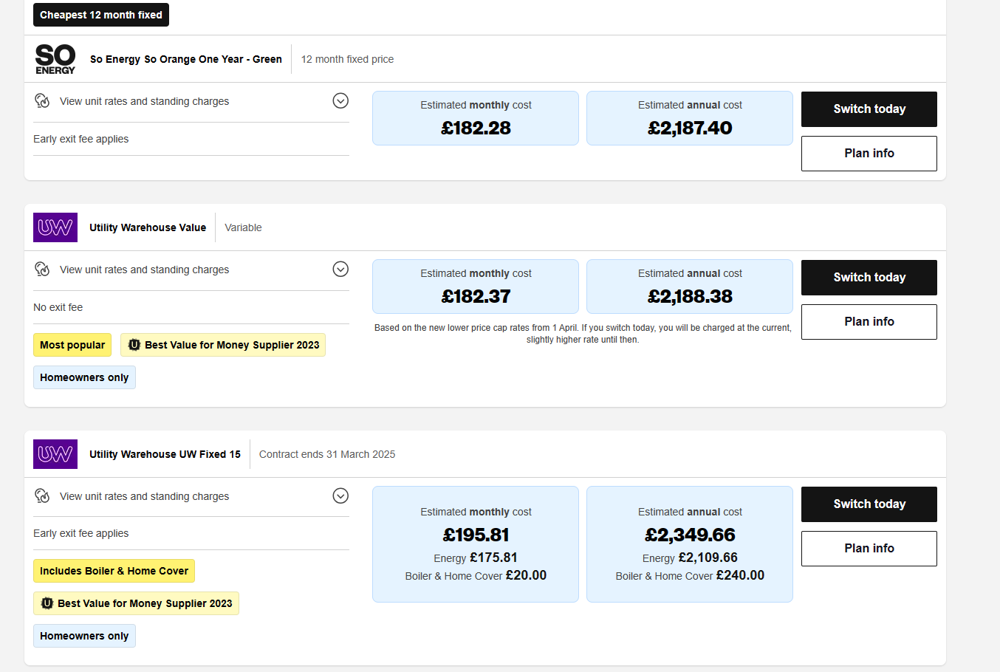 Cheapest 12 month fixed
SO
ENERGY
So Energy So Orange One Year - Green
12 month fixed price
View unit rates and standing charges
Early exit fee applies
Estimated monthly cost
£182.28
Estimated annual cost
£2,187.40
Switch today
Plan info
UW
Utility Warehouse Value
Variable
View unit rates and standing charges
No exit fee
Most popular
U Best Value for Money Supplier 2023
Homeowners only
Estimated monthly cost
£182.37
Estimated annual cost
£2,188.38
Based on the new lower price cap rates from 1 April. If you switch today, you will be charged at the current,
slightly higher rate until then.
Switch today
Plan info
UW
Utility Warehouse UW Fixed 15
Contract ends 31 March 2025
View unit rates and standing charges
Early exit fee applies
Includes Boiler & Home Cover
U Best Value for Money Supplier 2023
Homeowners only
Estimated monthly cost
£195.81
Energy £175.81
Boiler & Home Cover £20.00
Estimated annual cost
£2,349.66
Energy £2,109.66
Boiler & Home Cover £240.00
Switch today
Plan info